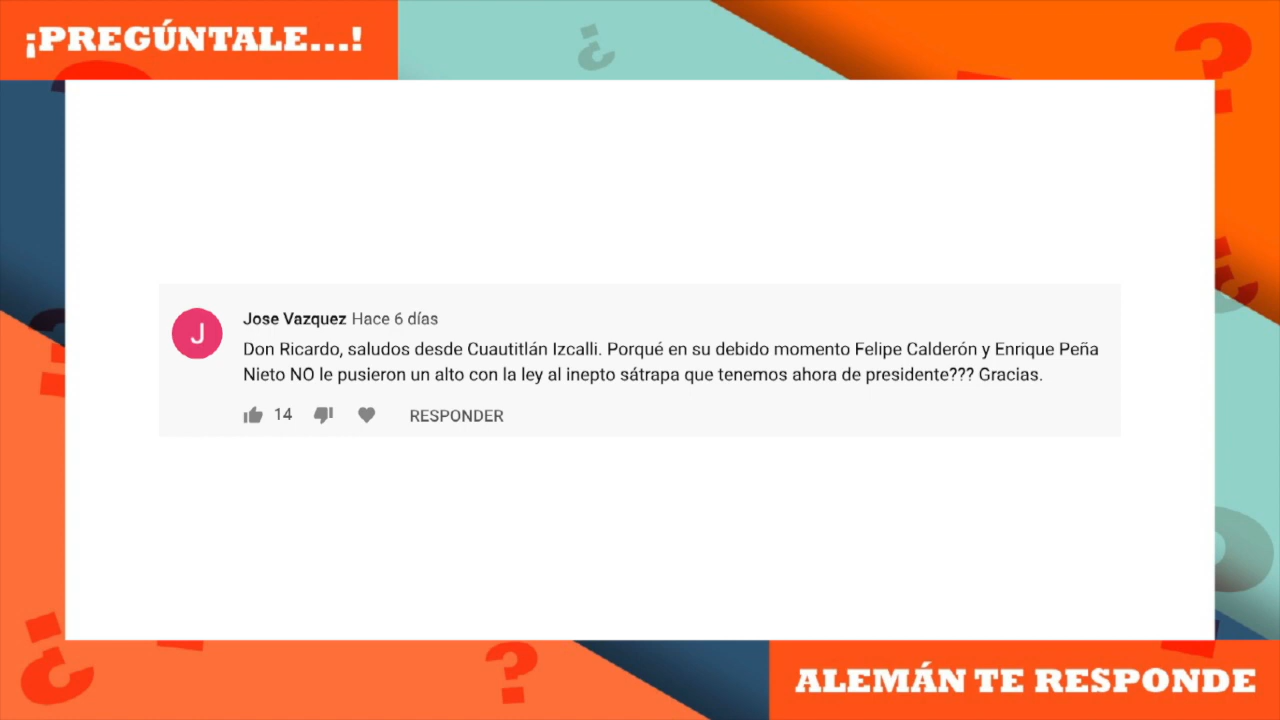 ¡PREGÚNTALE...!
J
Jose Vazquez Hace 6 días
Don Ricardo, saludos desde Cuautitlán Izcalli. Porqué en su debido momento Felipe Calderón y Enrique Peña
Nieto NO le pusieron un alto con la ley al inepto sátrapa que tenemos ahora de presidente??? Gracias.
14 RESPONDER
ALEMÁN TE RESPONDE